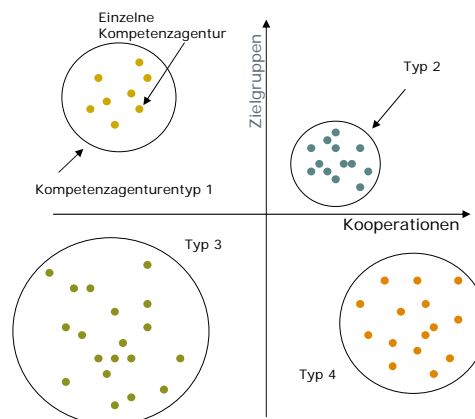 Einzelne
Kompetenzagentur
Zielgruppen
Typ 2
Kompetenzagenturentyp 1
Kooperationen
Typ 3
Typ 4